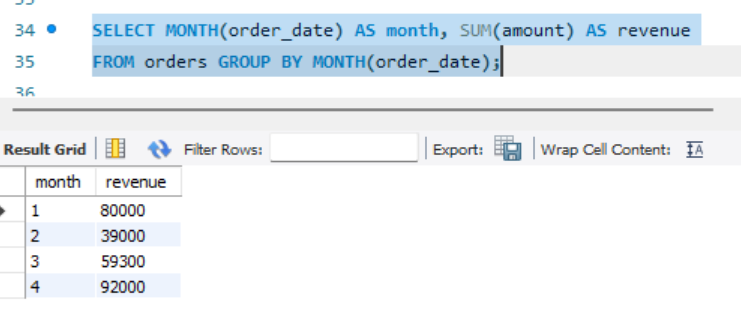 34 SELECT MONTH(order_date) AS month, SUM(amount) AS revenue
35 FROM orders GROUP BY MONTH(order_date);
36
Result Grid Filter Rows: Export: Wrap Cell Content: IA
month revenue
1 80000
2 39000
3 59300
4 92000